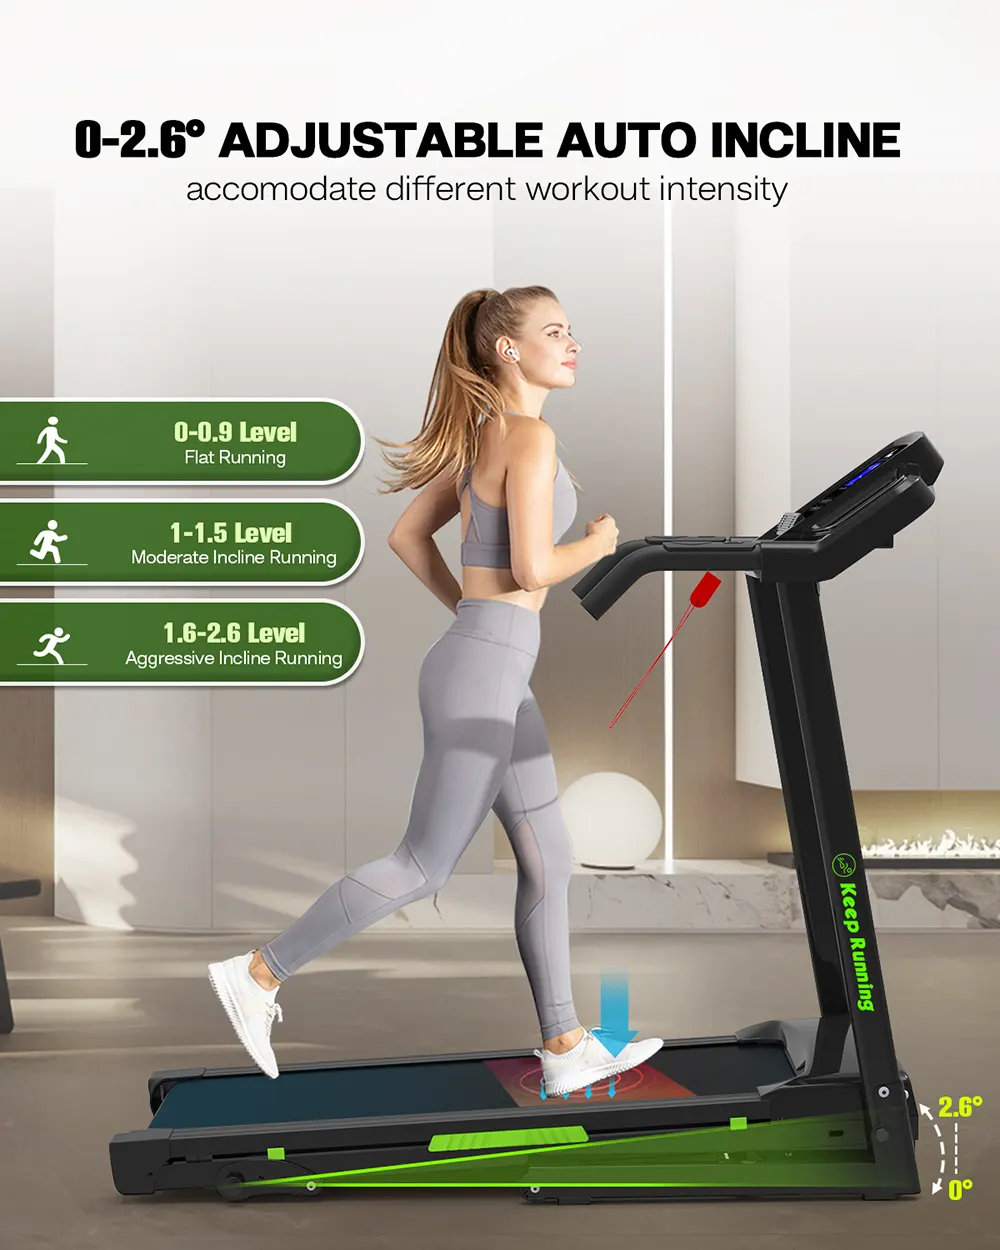 0-2.6° ADJUSTABLE AUTO INCLINE
accomodate different workout intensity
0-0.9 Level
Flat Running
1-1.5 Level
Moderate Incline Running
1.6-2.6 Level
Aggressive Incline Running
Keep Running
2.6°
0°